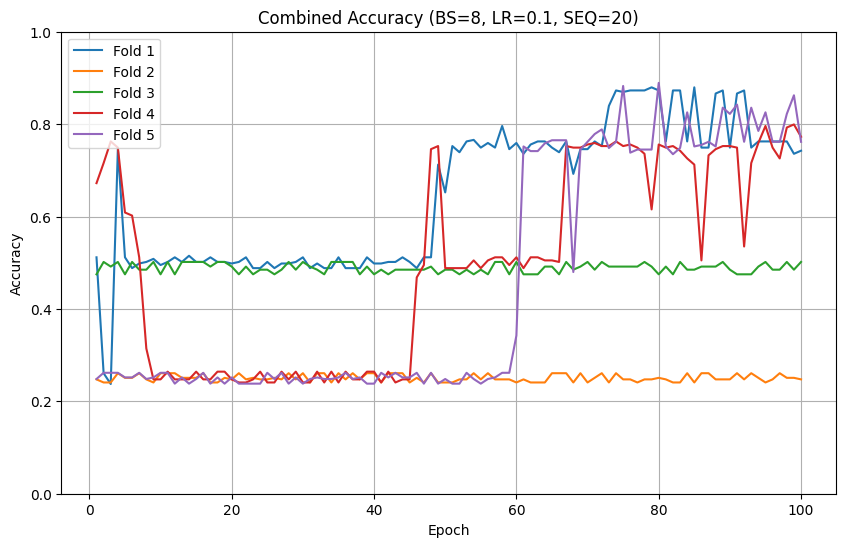 Combined Accuracy (BS=8, LR=0.1, SEQ=20)
Fold 1
Fold 2
Fold 3
Fold 4
Fold 5
1.0
0.8
0.6
0.4
0.2
0.0
Accuracy
0 20 40 60 80 100
Epoch